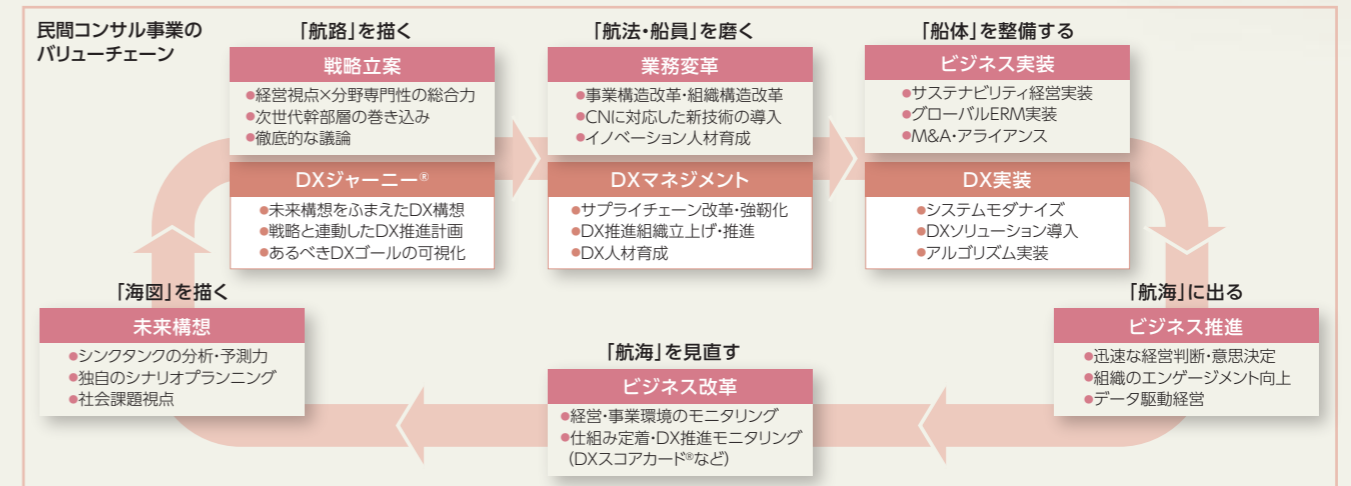 民間コンサル事業の
バリューチェーン
「航路」を描く
戦略立案
●経営視点×分野専門性の総合力
●次世代幹部層の巻き込み
●徹底的な議論
DXジャーニー®
●未来構想をふまえたDX構想
●戦略と連動したDX推進計画
●あるべきDXゴールの可視化
「航法・船員」を磨く
業務変革
●事業構造改革・組織構造改革
●CNに対応した新技術の導入
●イノベーション人材育成
DXマネジメント
●サプライチェーン改革・強靭化
●DX推進組織立上げ・推進
●DX人材育成
「船体」を整備する
ビジネス実装
●サステナビリティ経営実装
●グローバルERM実装
●M&A・アライアンス
DX実装
●システムモダナイズ
●DXソリューション導入
●アルゴリズム実装
「航海」に出る
ビジネス推進
●迅速な経営判断・意思決定
●組織のエンゲージメント向上
●データ駆動経営
「航海」を見直す
ビジネス改革
●経営・事業環境のモニタリング
●仕組み定着・DX推進モニタリング
(DXスコアカード®など)
「海図」を描く
未来構想
●シンクタンクの分析・予測力
●独自のシナリオプランニング
●社会課題視点